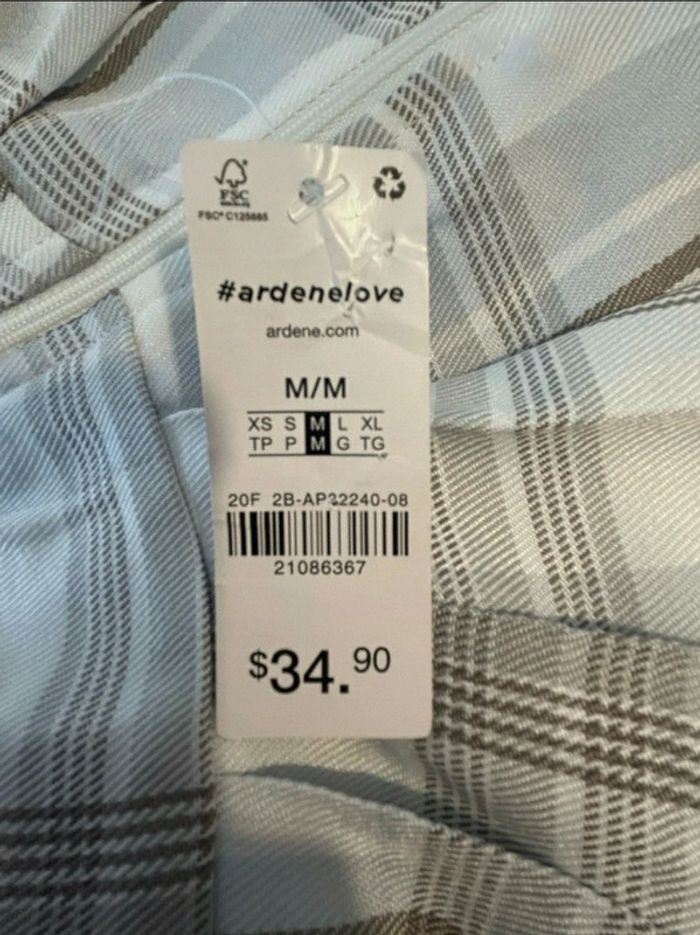 FSC
FSC® C125665
#ardenelove
ardene.com
M/M
XS S M L XL
TP P M G TG
20F 2B-AP32240-08
21086367
$34.90